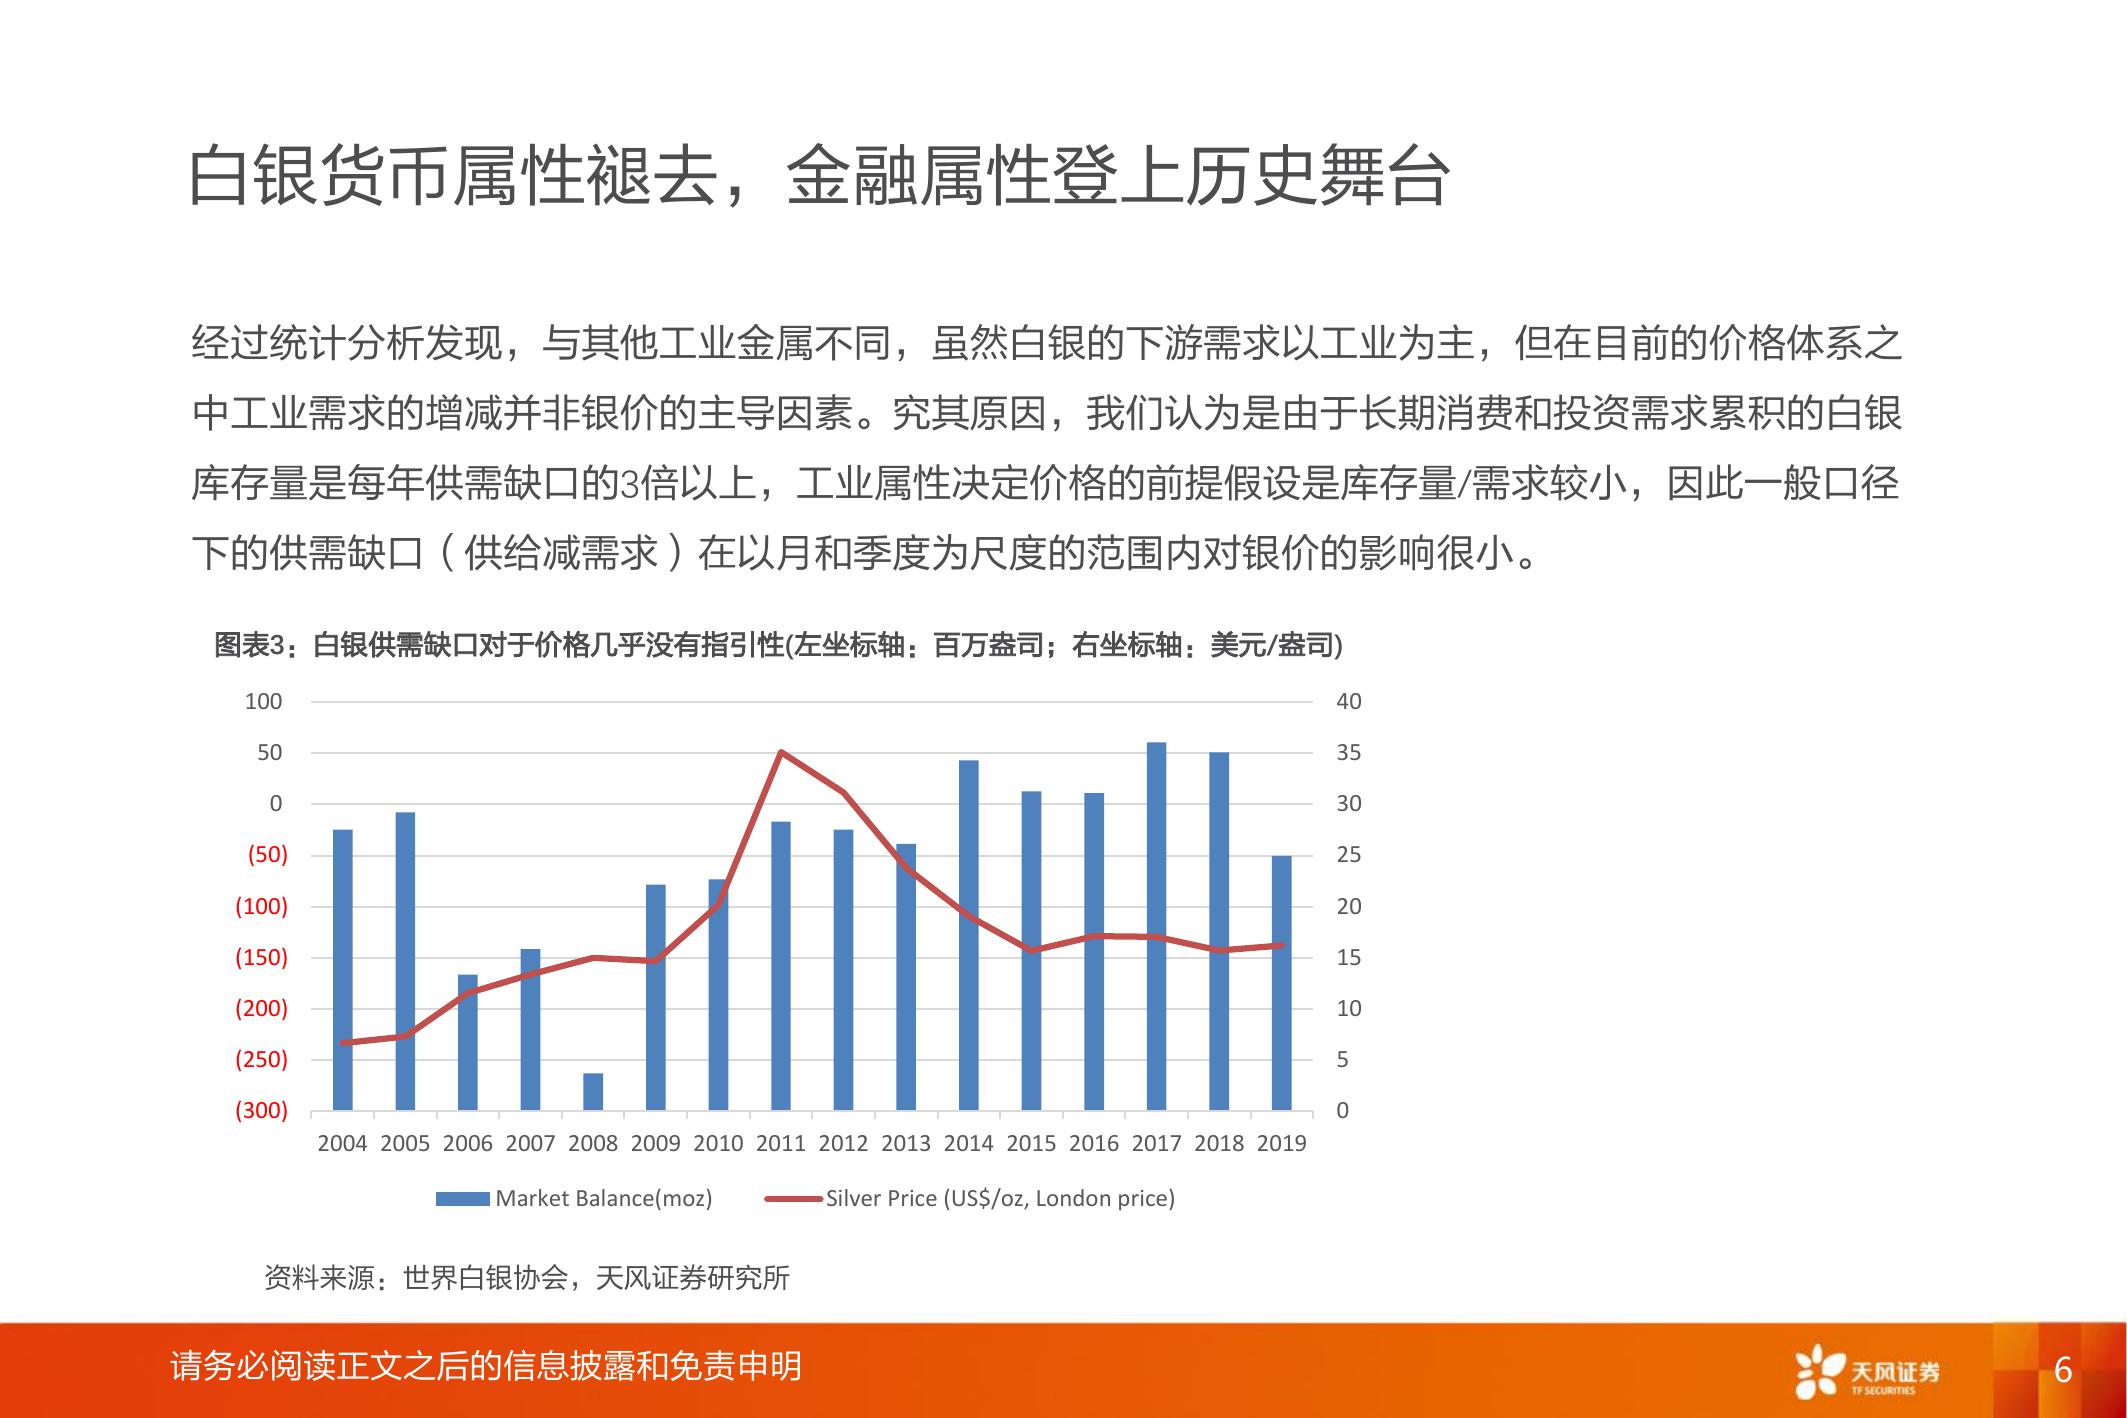 白银货币属性褪去，金融属性登上历史舞台
经过统计分析发现，与其他工业金属不同，虽然白银的下游需求以工业为主，但在目前的价格体系之
中工业需求的增减并非银价的主导因素。究其原因，我们认为是由于长期消费和投资需求累积的白银
库存量是每年供需缺口的3倍以上，工业属性决定价格的前提假设是库存量/需求较小，因此一般口径
下的供需缺口（供给减需求）在以月和季度为尺度的范围内对银价的影响很小。
图表3：白银供需缺口对于价格几乎没有指引性(左坐标轴：百万盎司；右坐标轴：美元/盎司)
100
50
0
(50)
(100)
(150)
(200)
(250)
(300)
40
35
30
25
20
15
10
5
0
2004 2005 2006 2007 2008 2009 2010 2011 2012 2013 2014 2015 2016 2017 2018 2019
Market Balance(moz) Silver Price (US$/oz, London price)
资料来源：世界白银协会，天风证券研究所
请务必阅读正文之后的信息披露和免责申明
天风证券
TF SECURITIES
6